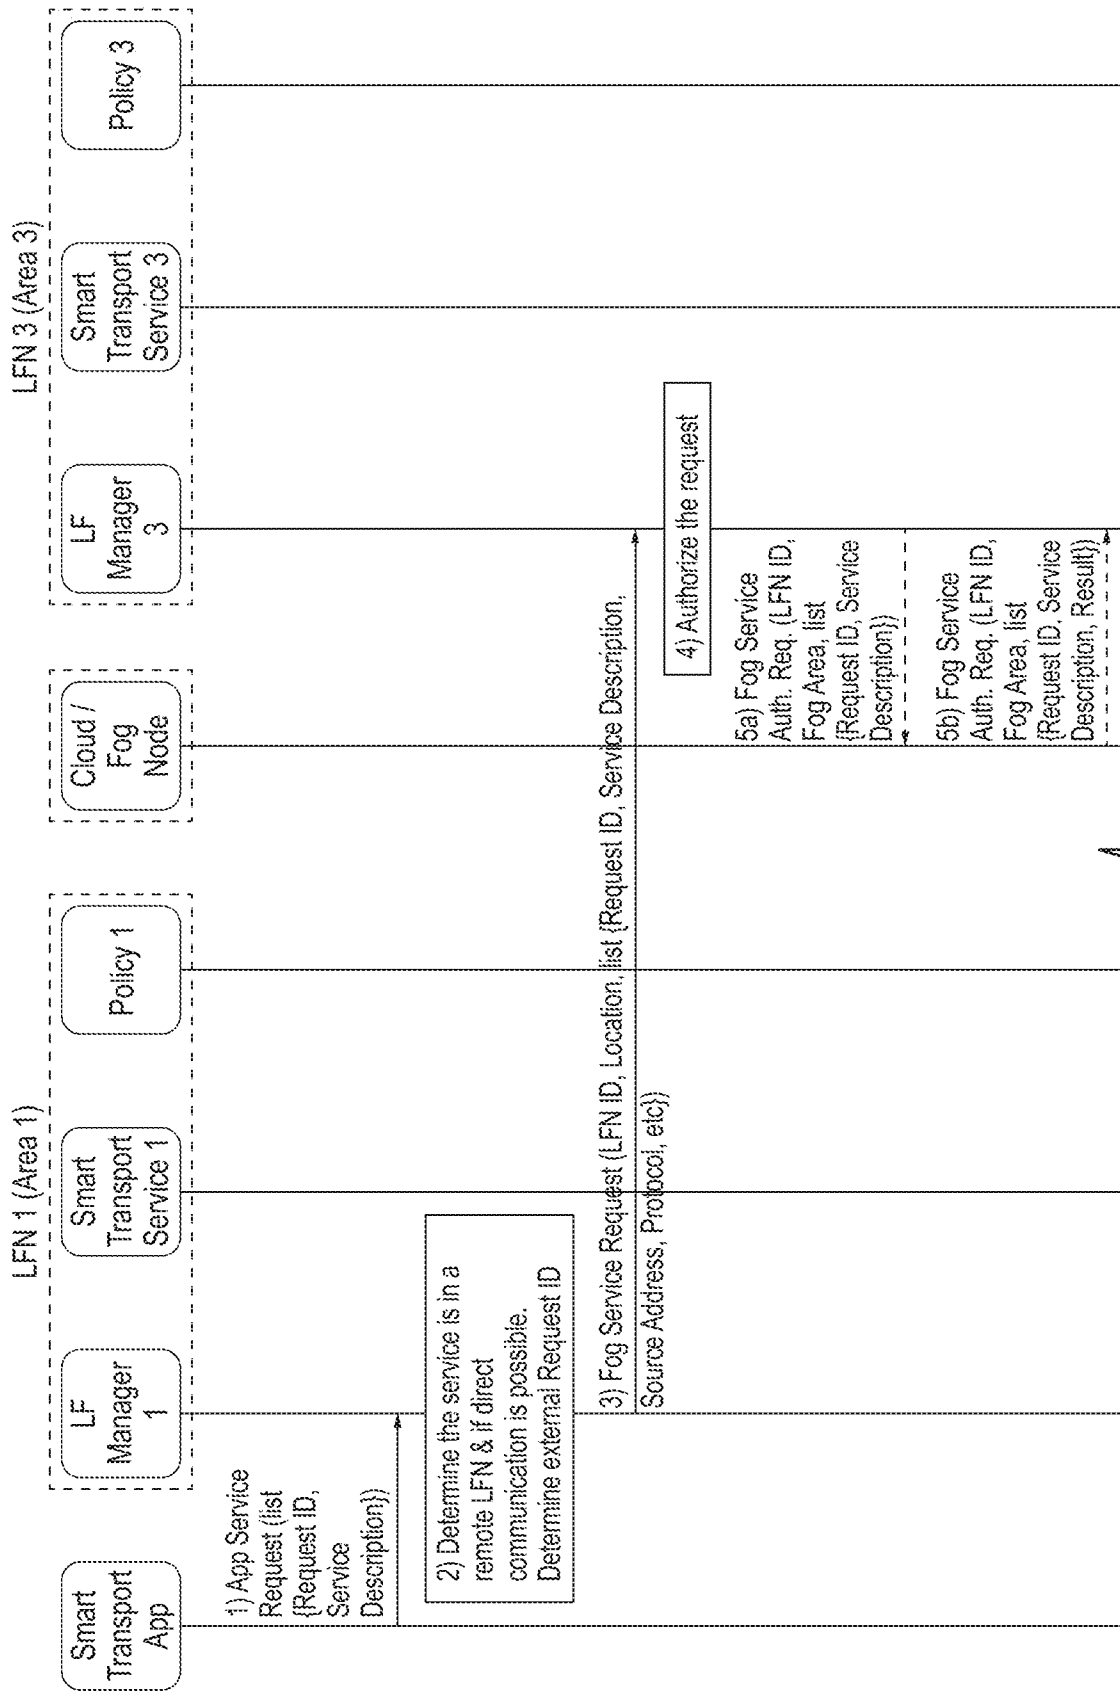 LFN 1 (Area 1)
LFN 3 (Area 3)
Smart
Transport
App
LF
Manager
1
Smart
Transport
Service 1
Policy 1
Cloud /
Fog
Node
LF
Manager
3
Smart
Transport
Service 3
Policy 3
1) App Service
Request (list
{Request ID,
Service
Description})
2) Determine the service is in a
remote LFN & if direct
communication is possible.
Determine external Request ID
3) Fog Service Request (LFN ID, Location, list {Request ID, Service Description,
Source Address, Protocol, etc})
4) Authorize the request
5a) Fog Service
Auth. Req. (LFN ID,
Fog Area, list
{Request ID, Service
Description})
5b) Fog Service
Auth. Req. (LFN ID,
Fog Area, list
{Request ID, Service
Description, Result})